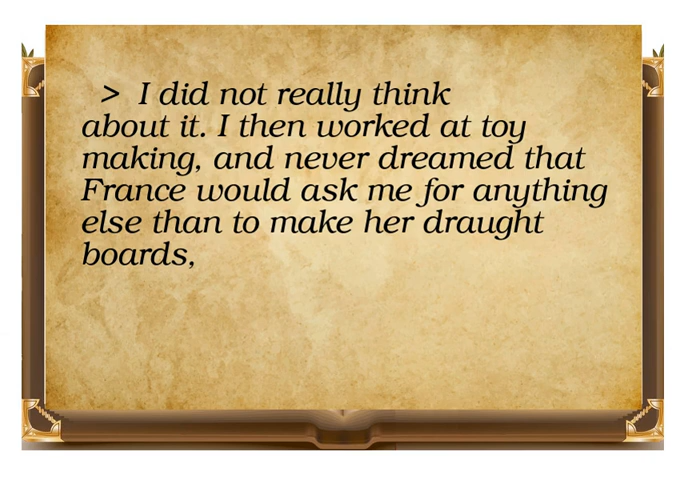 > I did not really think
about it. I then worked at toy
making, and never dreamed that
France would ask me for anything
else than to make her draught
boards,